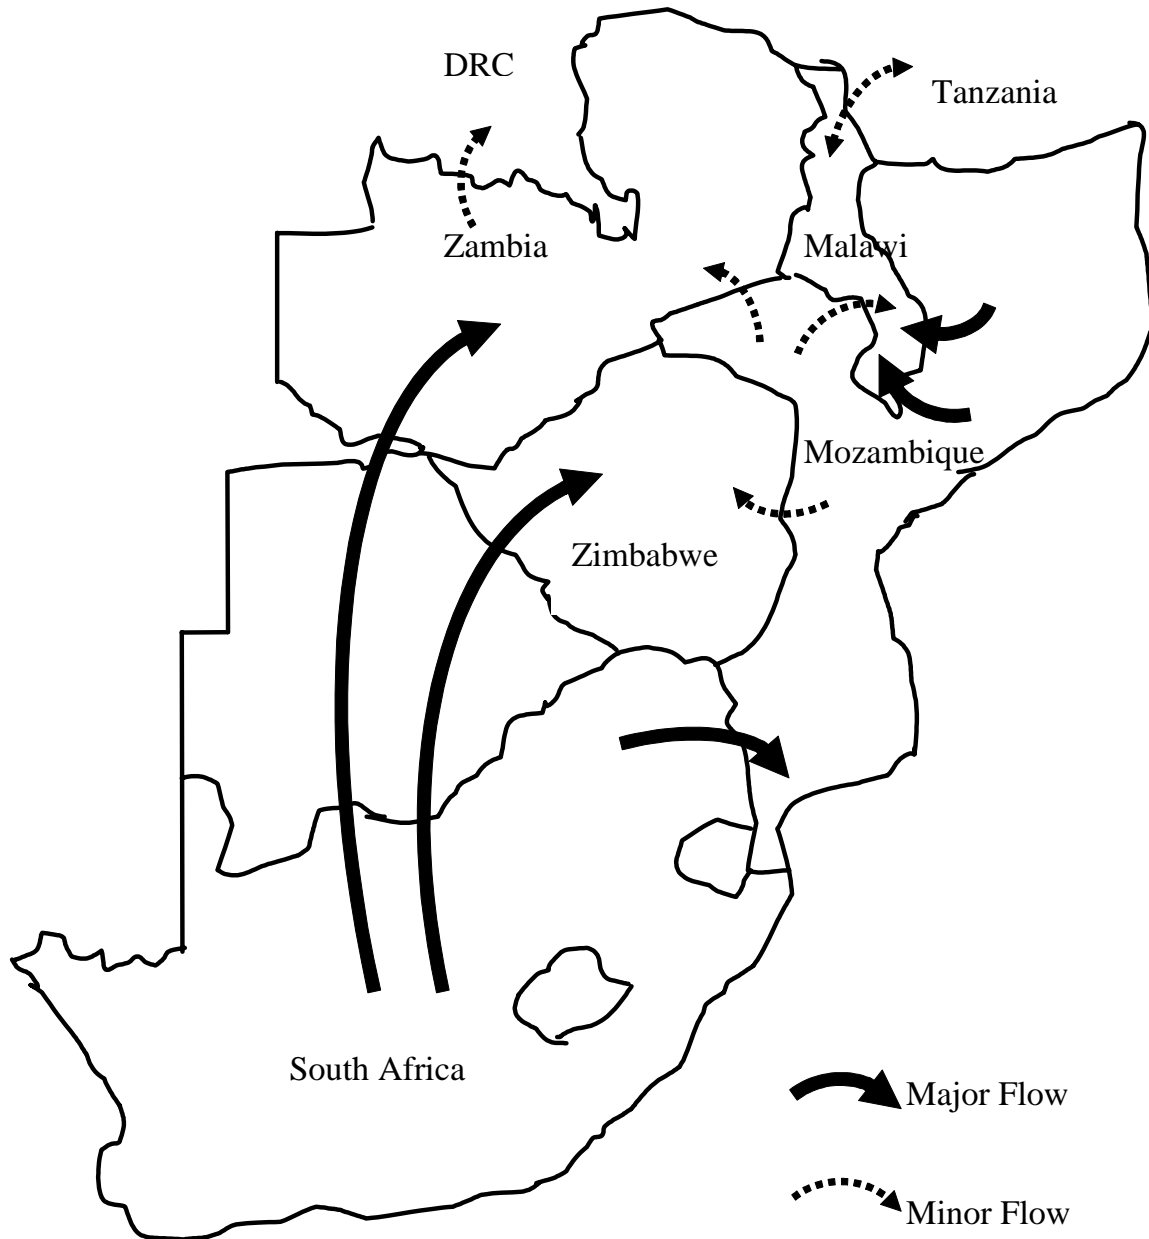 DRC
Tanzania
Zambia
Malawi
Mozambique
Zimbabwe
South Africa
Major Flow
Minor Flow